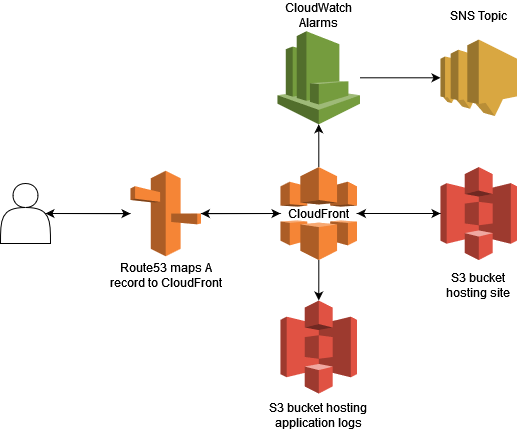 CloudWatch
Alarms
SNS Topic
CloudFront
Route53 maps A
record to CloudFront
S3 bucket
hosting site
S3 bucket hosting
application logs